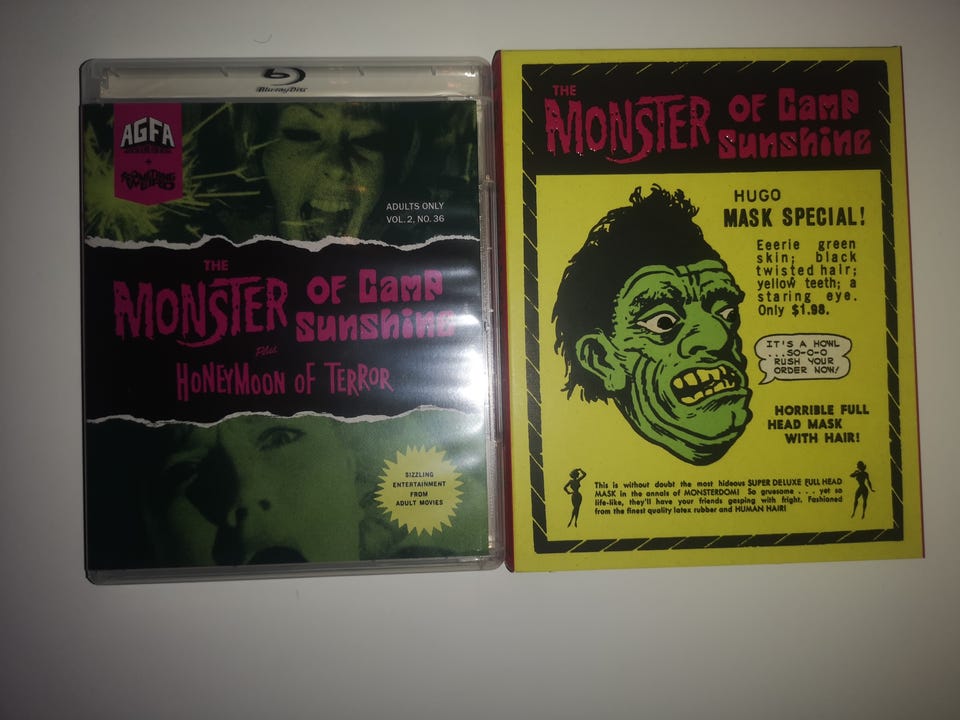 Blu-ray Disc
AGFA
+
SOMETHING
WEIRD
ADULTS ONLY
VOL. 2, NO. 36
THE
MONSTER OF Camp
Sunshine
Plus
HONEYMOON OF TERROR
SIZZLING
ENTERTAINMENT
FROM
ADULT MOVIES
THE
MONSTER OF Camp
Sunshine
HUGO
MASK SPECIAL!
Eeerie green
skin; black
twisted hair;
yellow teeth; a
staring eye.
Only $1.98.
IT'S A HOWL
...SO-O-O
RUSH YOUR
ORDER NOW!
HORRIBLE FULL
HEAD MASK
WITH HAIR!
This is without doubt the most hideous SUPER DELUXE FULL HEAD
MASK in the annals of MONSTERDOM! So gruesome . . . yet so
life-like, they'll have your friends gasping with fright. Fashioned
from the finest quality latex rubber and HUMAN HAIR!